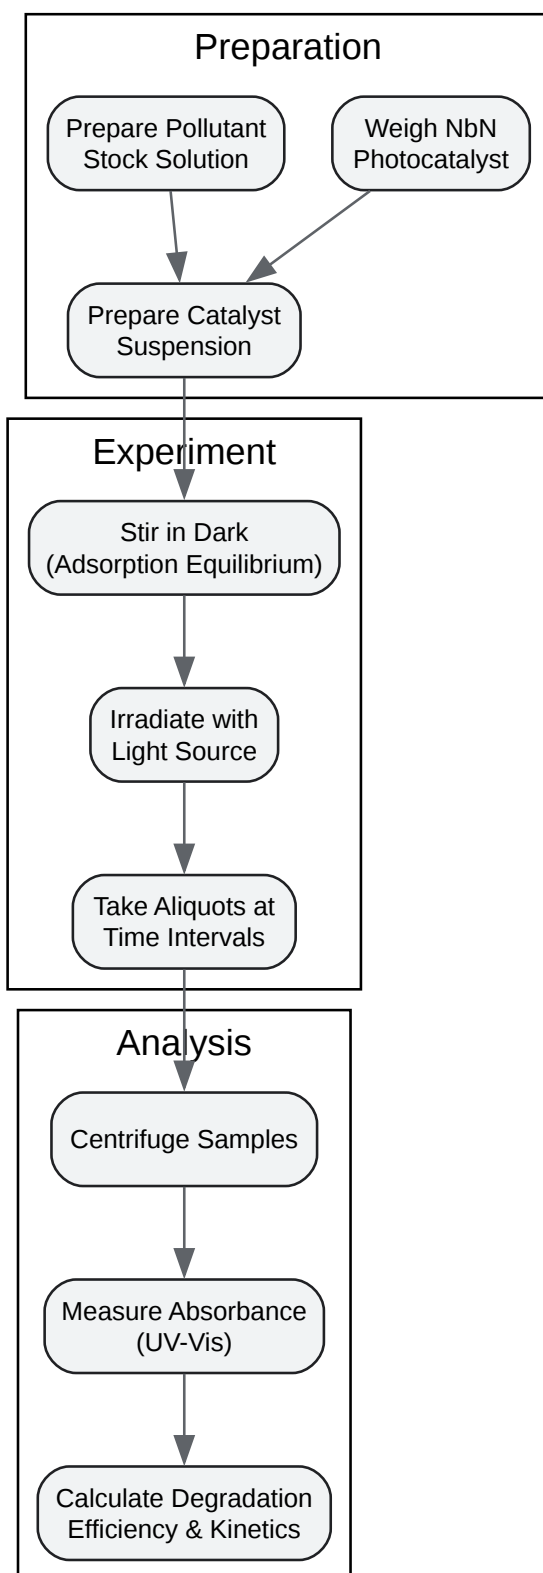 Preparation
Prepare Pollutant
Stock Solution
Weigh NbN
Photocatalyst
Prepare Catalyst
Suspension
Experiment
Stir in Dark
(Adsorption Equilibrium)
Irradiate with
Light Source
Take Aliquots at
Time Intervals
Analysis
Centrifuge Samples
Measure Absorbance
(UV-Vis)
Calculate Degradation
Efficiency & Kinetics